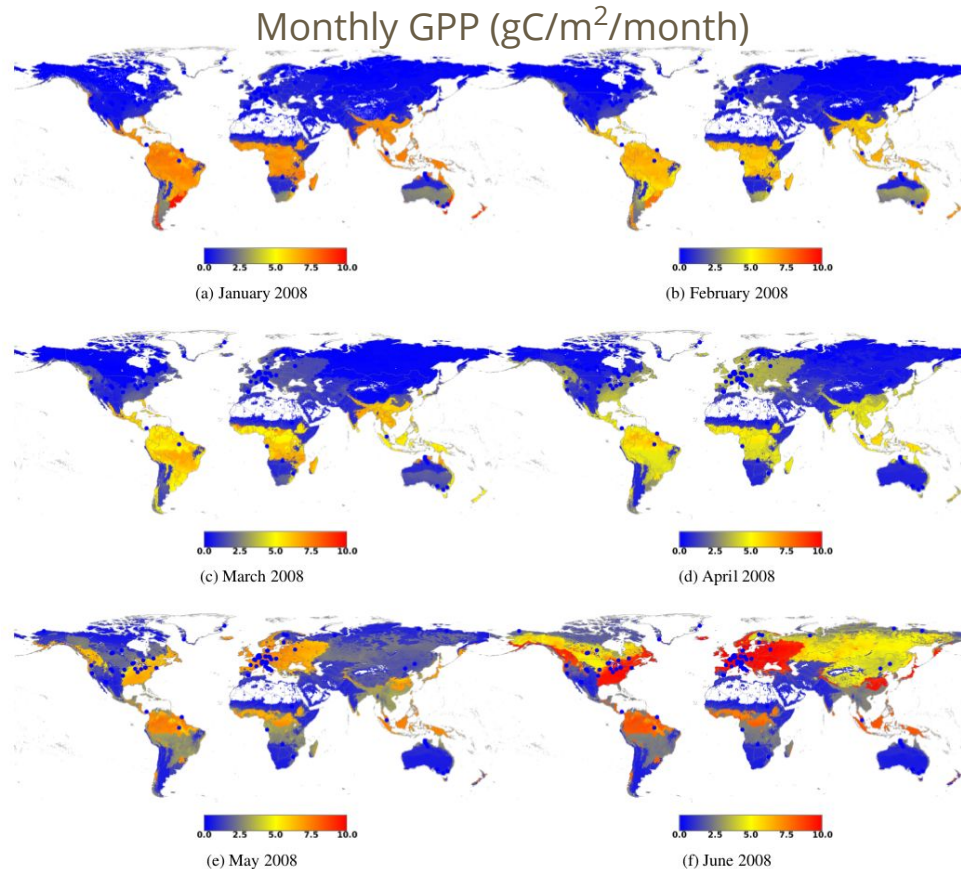 Monthly GPP (gC/m²/month)
0.0 2.5 5.0 7.5 10.0
0.0 2.5 5.0 7.5 10.0
(a) January 2008
(b) February 2008
0.0 2.5 5.0 7.5 10.0
0.0 2.5 5.0 7.5 10.0
(c) March 2008
(d) April 2008
0.0 2.5 5.0 7.5 10.0
0.0 2.5 5.0 7.5 10.0
(e) May 2008
(f) June 2008